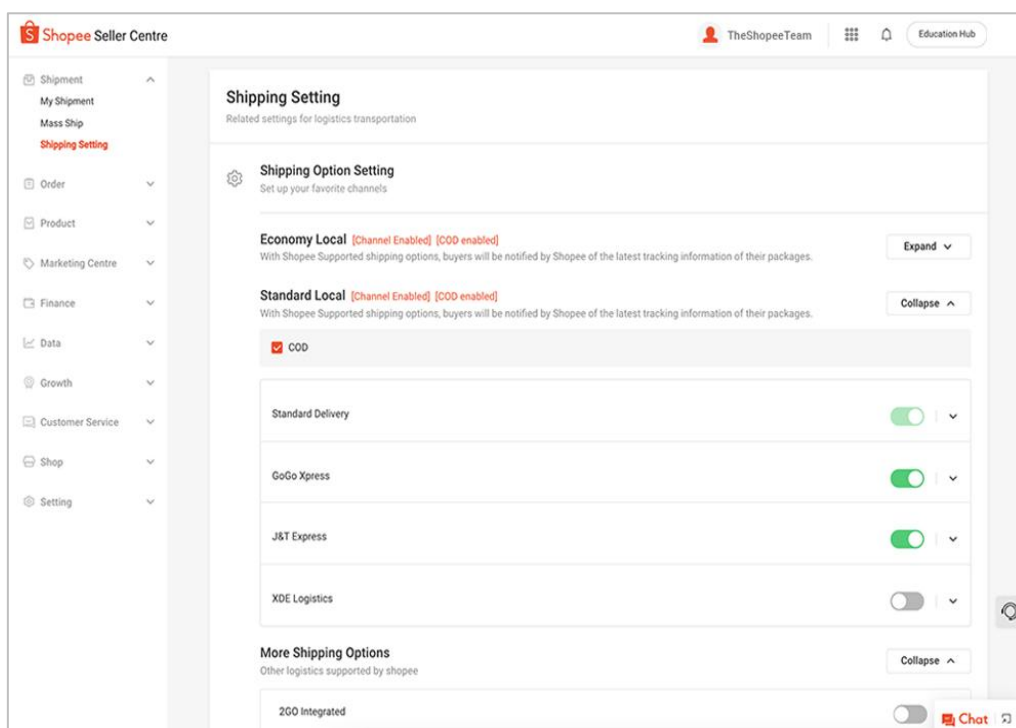 Shopee Seller Centre
TheShopeeTeam
Education Hub
Shipment
My Shipment
Mass Ship
Shipping Setting
Order
Product
Marketing Centre
Finance
Data
Growth
Customer Service
Shop
Setting
Shipping Setting
Related settings for logistics transportation
Shipping Option Setting
Set up your favorite channels
Economy Local [Channel Enabled] [COD enabled]
With Shopee Supported shipping options, buyers will be notified by Shopee of the latest tracking information of their packages.
Expand
Standard Local [Channel Enabled] [COD enabled]
With Shopee Supported shipping options, buyers will be notified by Shopee of the latest tracking information of their packages.
Collapse
COD
Standard Delivery
GoGo Xpress
J&T Express
XDE Logistics
More Shipping Options
Other logistics supported by shopee
Collapse
2GO Integrated
Chat